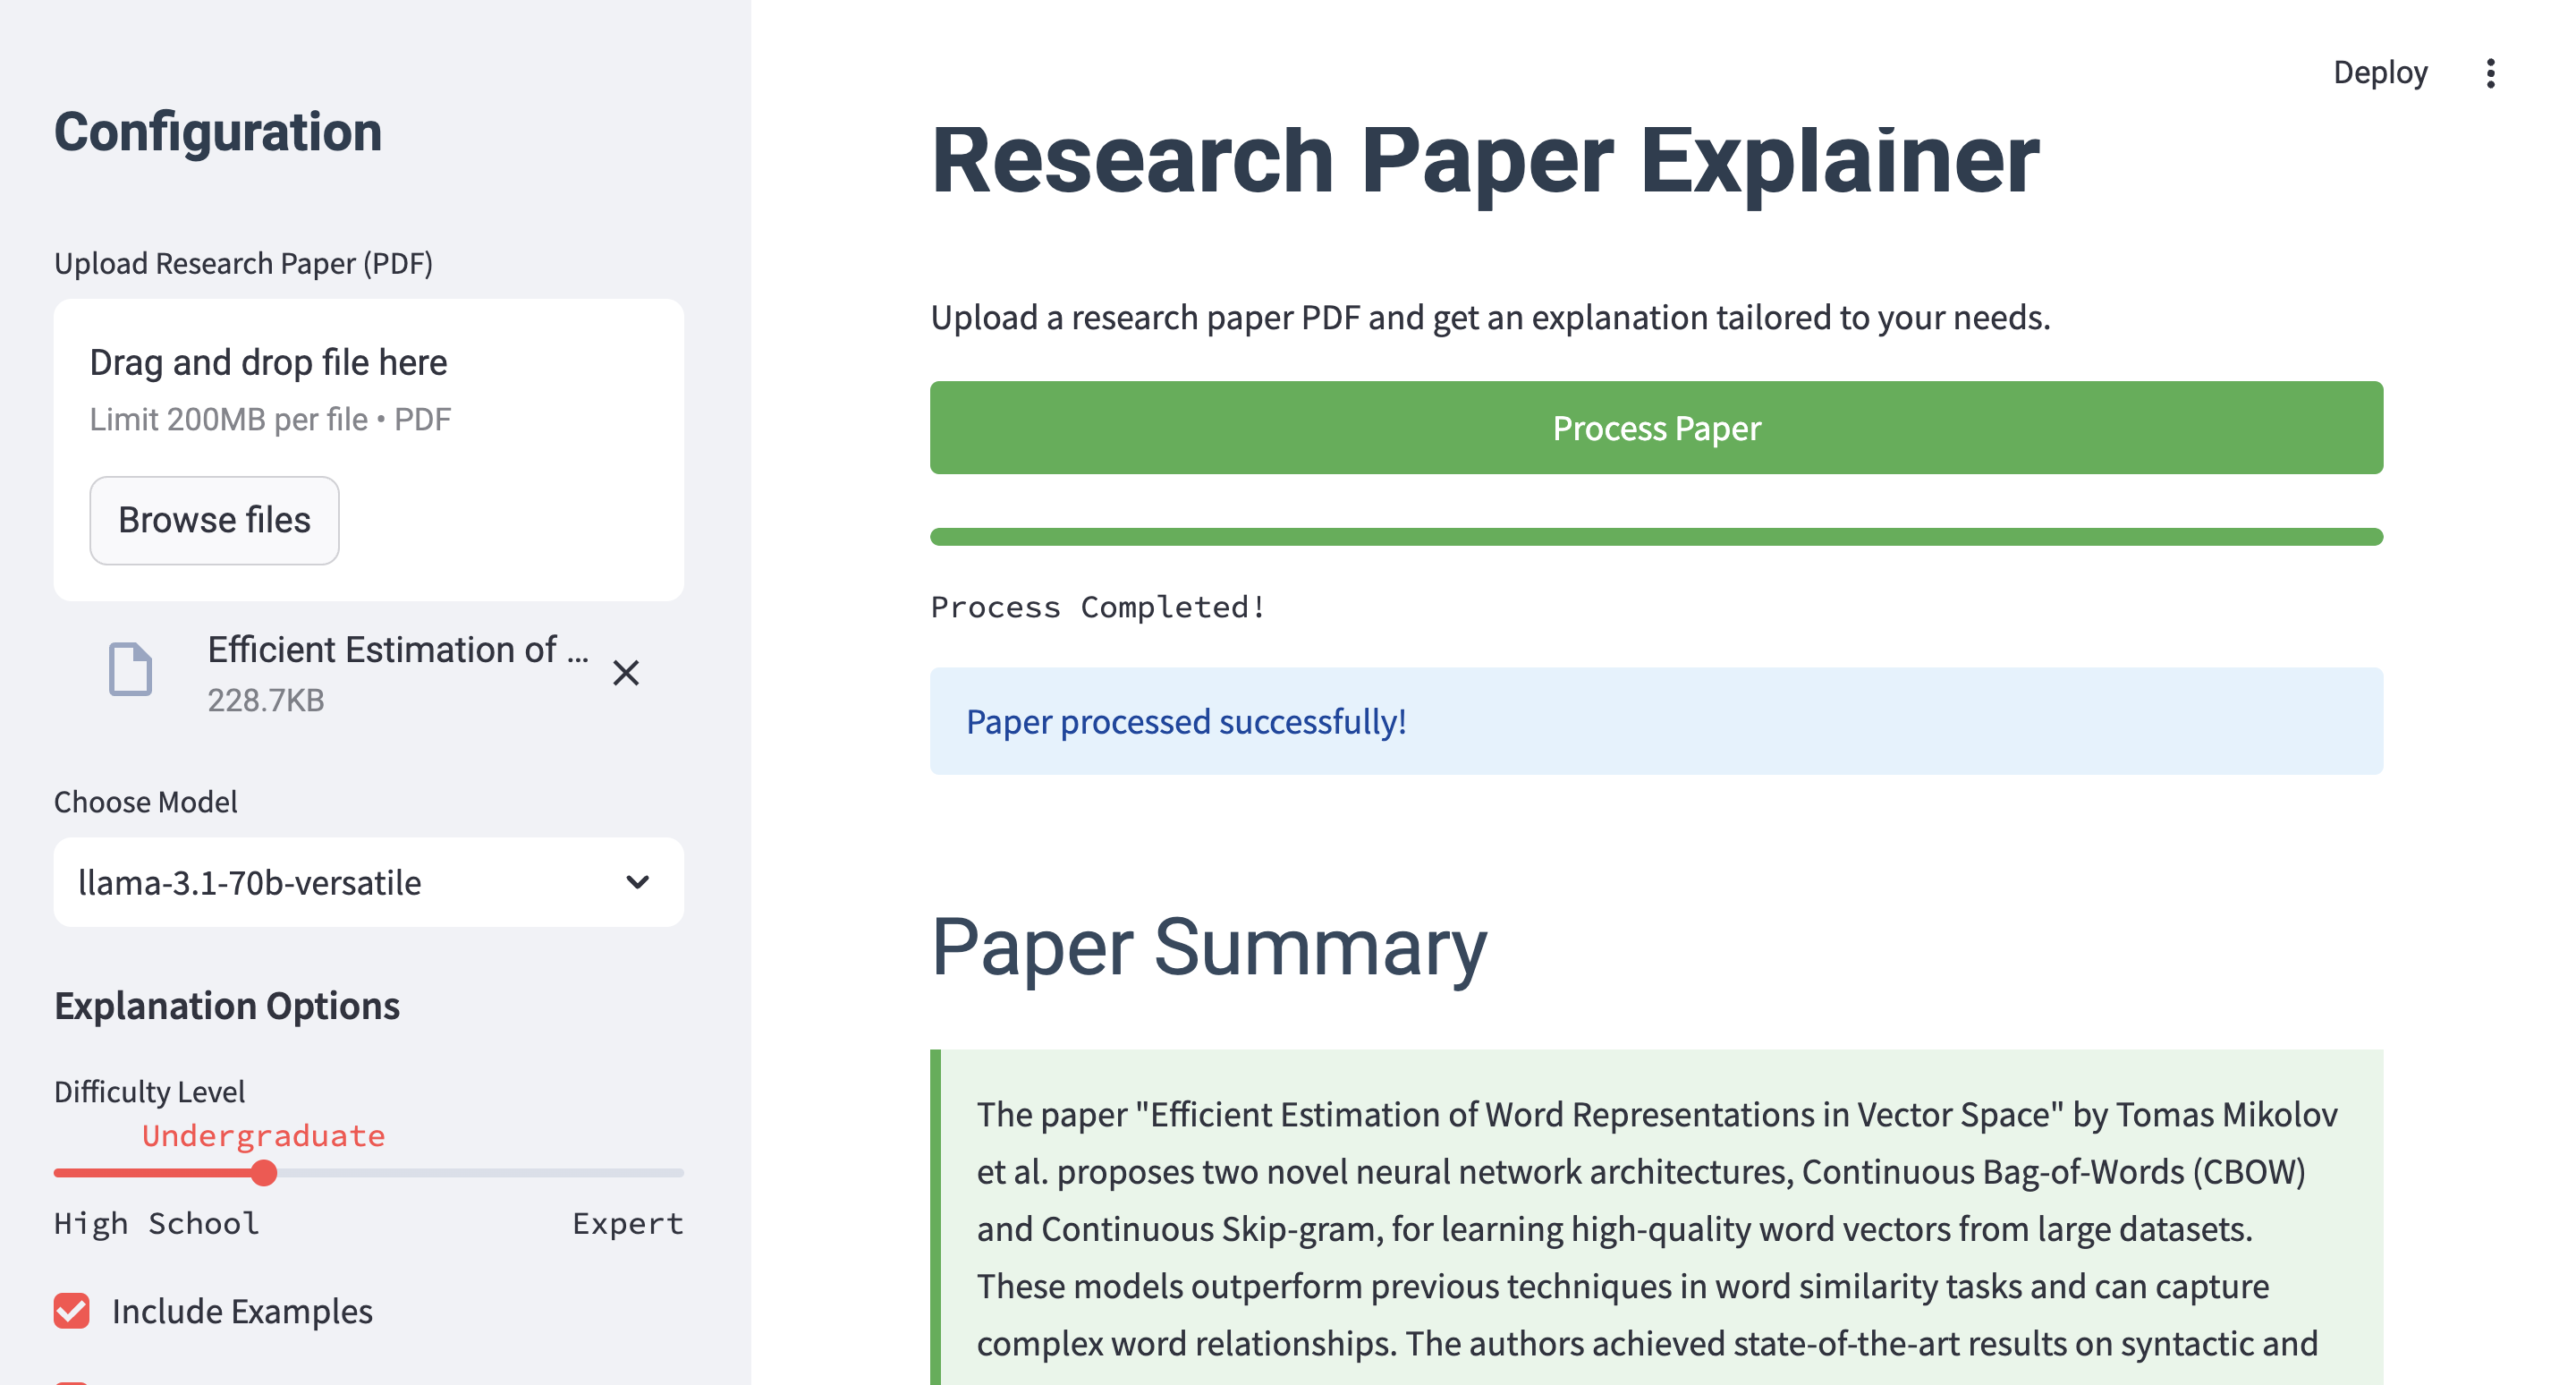 Configuration
Upload Research Paper (PDF)
Drag and drop file here
Limit 200MB per file • PDF
Browse files
Efficient Estimation of ...
228.7KB
Choose Model
llama-3.1-70b-versatile
Explanation Options
Difficulty Level
Undergraduate
High School Expert
Include Examples
Deploy
Research Paper Explainer
Upload a research paper PDF and get an explanation tailored to your needs.
Process Paper
Process Completed!
Paper processed successfully!
Paper Summary
The paper "Efficient Estimation of Word Representations in Vector Space" by Tomas Mikolov
et al. proposes two novel neural network architectures, Continuous Bag-of-Words (CBOW)
and Continuous Skip-gram, for learning high-quality word vectors from large datasets.
These models outperform previous techniques in word similarity tasks and can capture
complex word relationships. The authors achieved state-of-the-art results on syntactic and